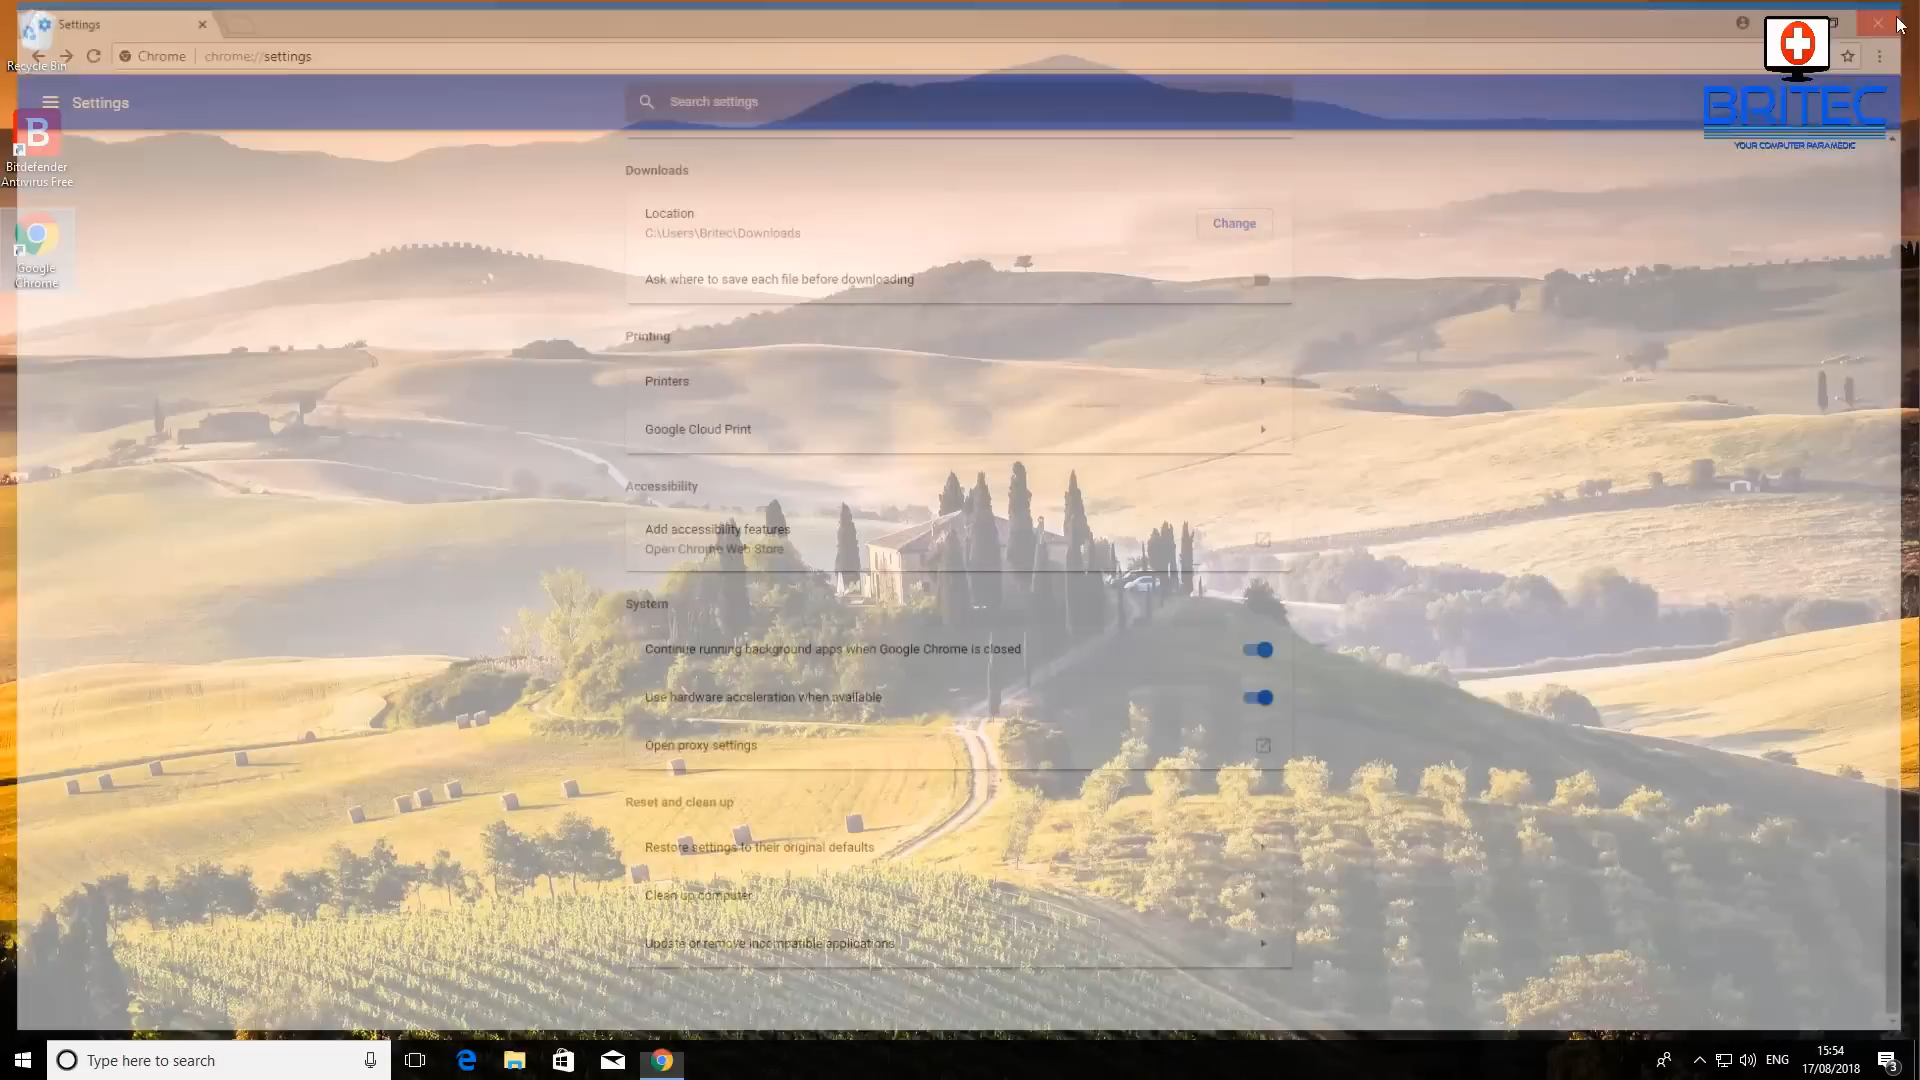 Settings
Recycle Bin
Chrome
chrome://settings
BRITEC
YOUR COMPUTER PARAMEDIC
Settings
Search settings
B
Bitdefender
Antivirus Free
Google
Chrome
Downloads
Location
C:\Users\Britec\Downloads
Change
Ask where to save each file before downloading
Printing
Printers
Google Cloud Print
Accessibility
Add accessibility features
Open Chrome Web Store
System
Continue running background apps when Google Chrome is closed
Use hardware acceleration when available
Open proxy settings
Reset and clean up
Restore settings to their original defaults
Clean up computer
Update or remove incompatible applications
Type here to search
ENG
15:54
17/08/2018
3